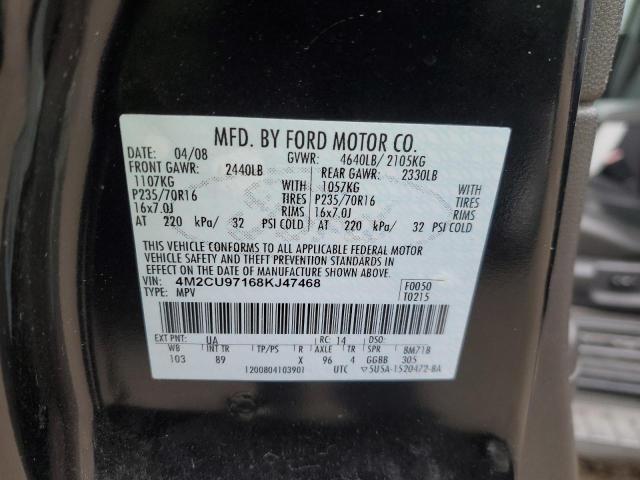 MFD. BY FORD MOTOR CO.
DATE: 04/08 GVWR: 4640LB/ 2105KG
FRONT GAWR: 2440LB REAR GAWR: 2330LB
1107KG WITH 1057KG WITH
P235/70R16 TIRES P235/70R16 TIRES
16x7.0J RIMS 16x7.0J RIMS
AT 220 kPa/ 32 PSI COLD AT 220 kPa/ 32 PSI COLD
THIS VEHICLE CONFORMS TO ALL APPLICABLE FEDERAL MOTOR
VEHICLE SAFETY AND THEFT PREVENTION STANDARDS IN
EFFECT ON THE DATE OF MANUFACTURE SHOWN ABOVE.
VIN: 4M2CU97168KJ47468 F0050
TYPE: MPV T0215
EXT PNT: UA RC: 14 DSO:
WB INT TR TP/PS R AXLE TR SPR 8M71B
103 89 X 96 4 GGBB 305
1200804103901 UTC 5U5A-1520472-BA